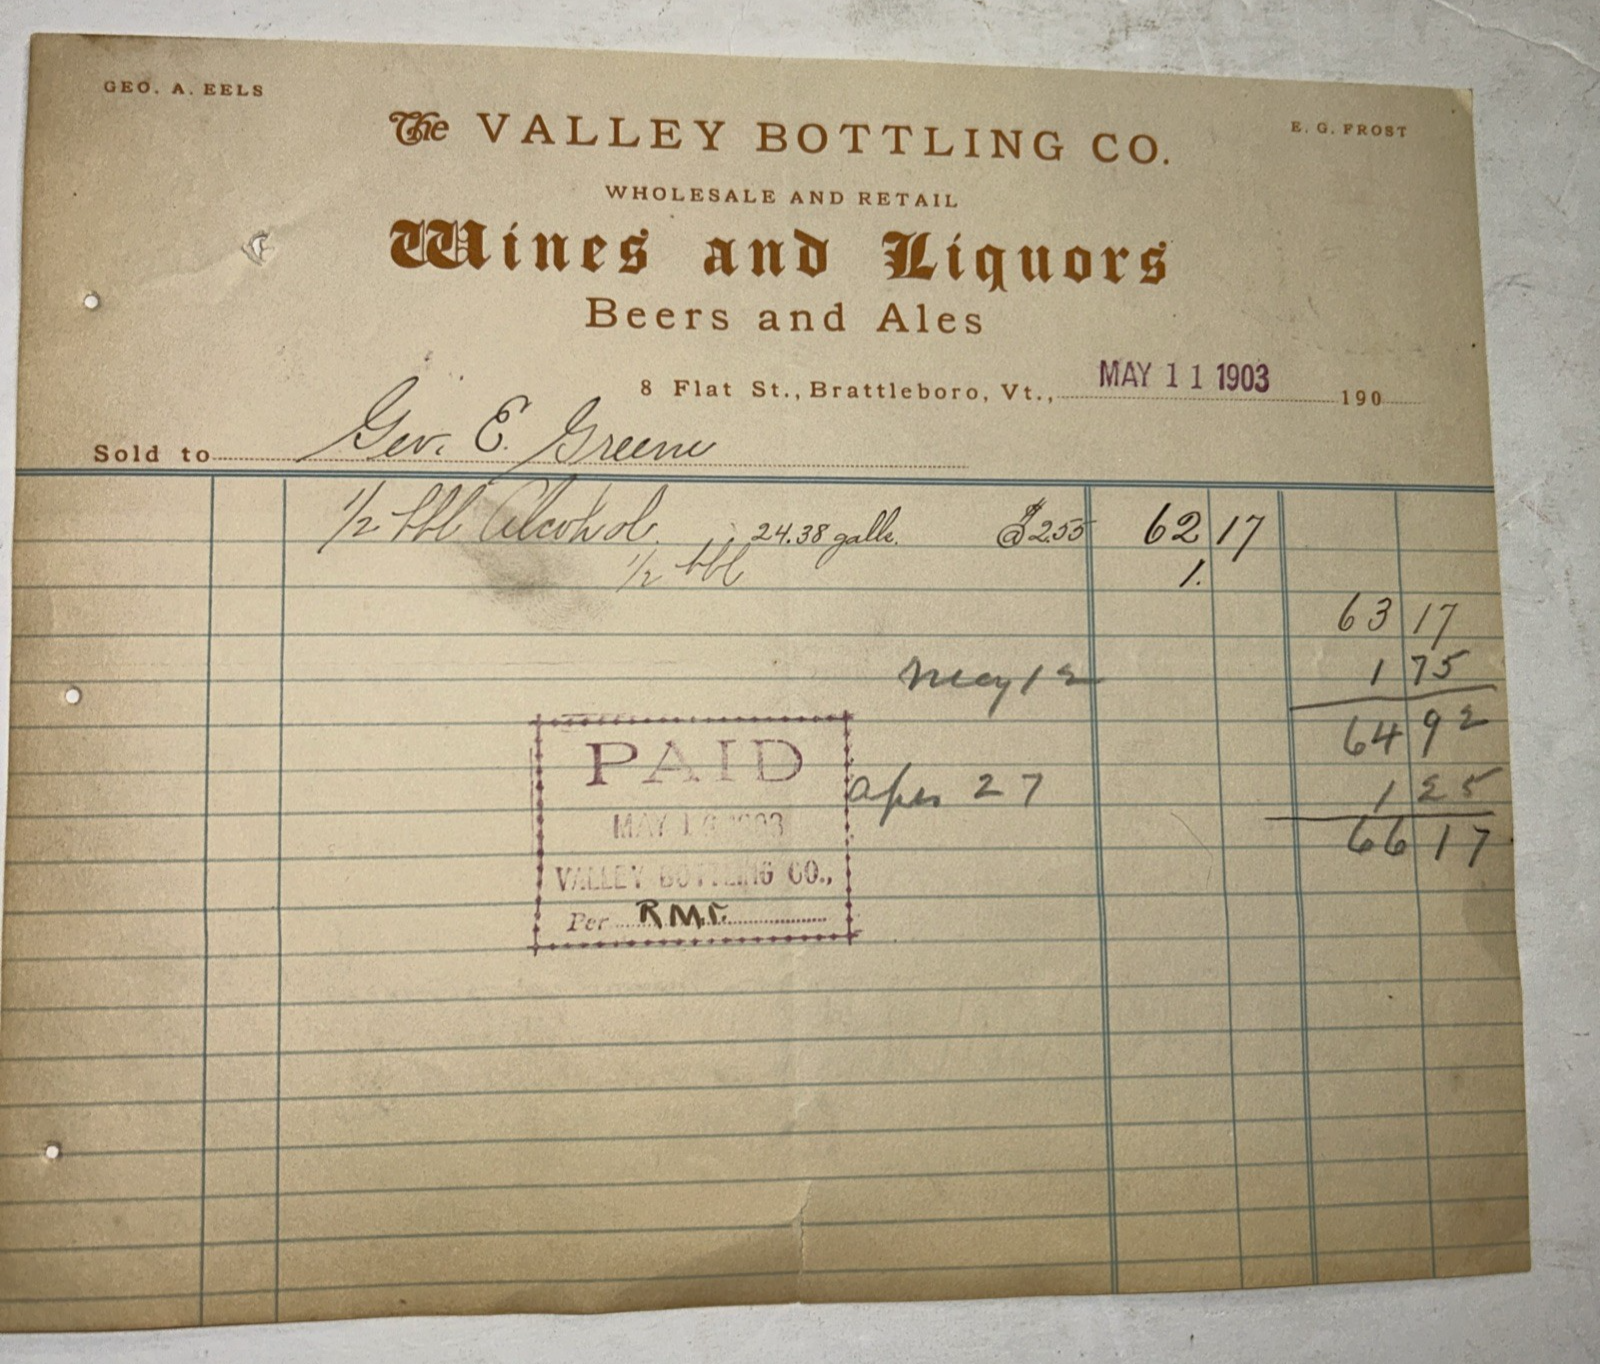 GEO. A. EELS
E. G. FROST
The VALLEY BOTTLING CO.
WHOLESALE AND RETAIL
Wines and Liquors
Beers and Ales
8 Flat St., Brattleboro, Vt., MAY 11 1903 190
Sold to Geo. E. Greene
1/2 bbl Alcohol. 24.38 galls. $2.55 62 17
1/2 bbl 1.
63 17
May 12 1 75
64 92
PAID
Apr 27 1 25
MAY 1903
66 17
VALLEY BOTTLING CO.,
Per